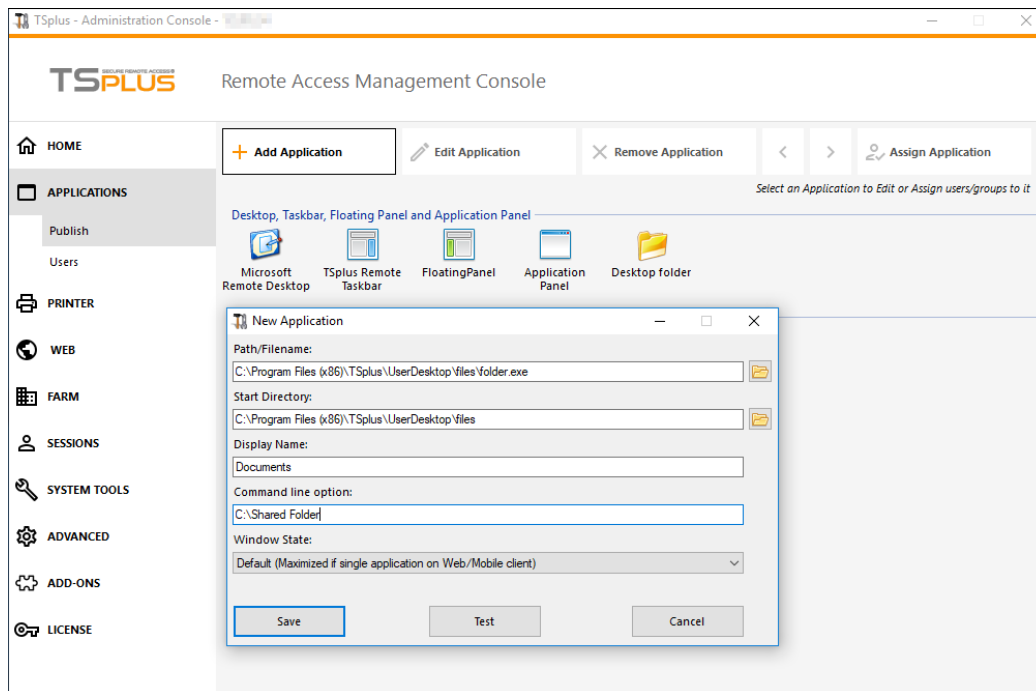 TSplus - Administration Console -
TSPLUS
SECURE REMOTE ACCESS®
Remote Access Management Console
HOME
APPLICATIONS
Publish
Users
PRINTER
WEB
FARM
SESSIONS
SYSTEM TOOLS
ADVANCED
ADD-ONS
LICENSE
Add Application
Edit Application
Remove Application
Assign Application
Select an Application to Edit or Assign users/groups to it
Desktop, Taskbar, Floating Panel and Application Panel
Microsoft
Remote Desktop
TSplus Remote
Taskbar
FloatingPanel
Application
Panel
Desktop folder
New Application
Path/Filename:
C:\Program Files (x86)\TSplus\UserDesktop\files\folder.exe
Start Directory:
C:\Program Files (x86)\TSplus\UserDesktop\files
Display Name:
Documents
Command line option:
C:\Shared Folder
Window State:
Default (Maximized if single application on Web/Mobile client)
Save
Test
Cancel